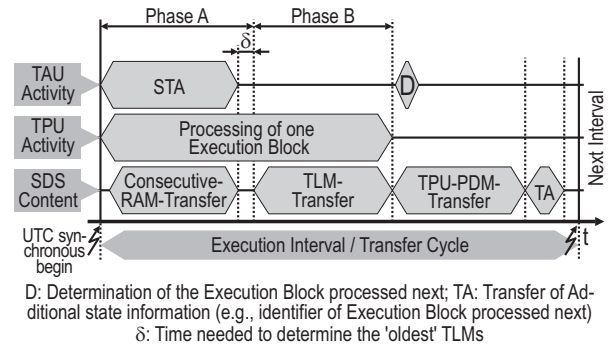 Phase A
Phase B
δ
TAU
Activity
STA
D
TPU
Activity
Processing of one
Execution Block
SDS
Content
Consecutive-
RAM-Transfer
TLM-
Transfer
TPU-PDM-
Transfer
TA
Next Interval
UTC syn-
chronous
begin
Execution Interval / Transfer Cycle
t
D: Determination of the Execution Block processed next; TA: Transfer of Ad-
ditional state information (e.g., identifier of Execution Block processed next)
δ: Time needed to determine the 'oldest' TLMs